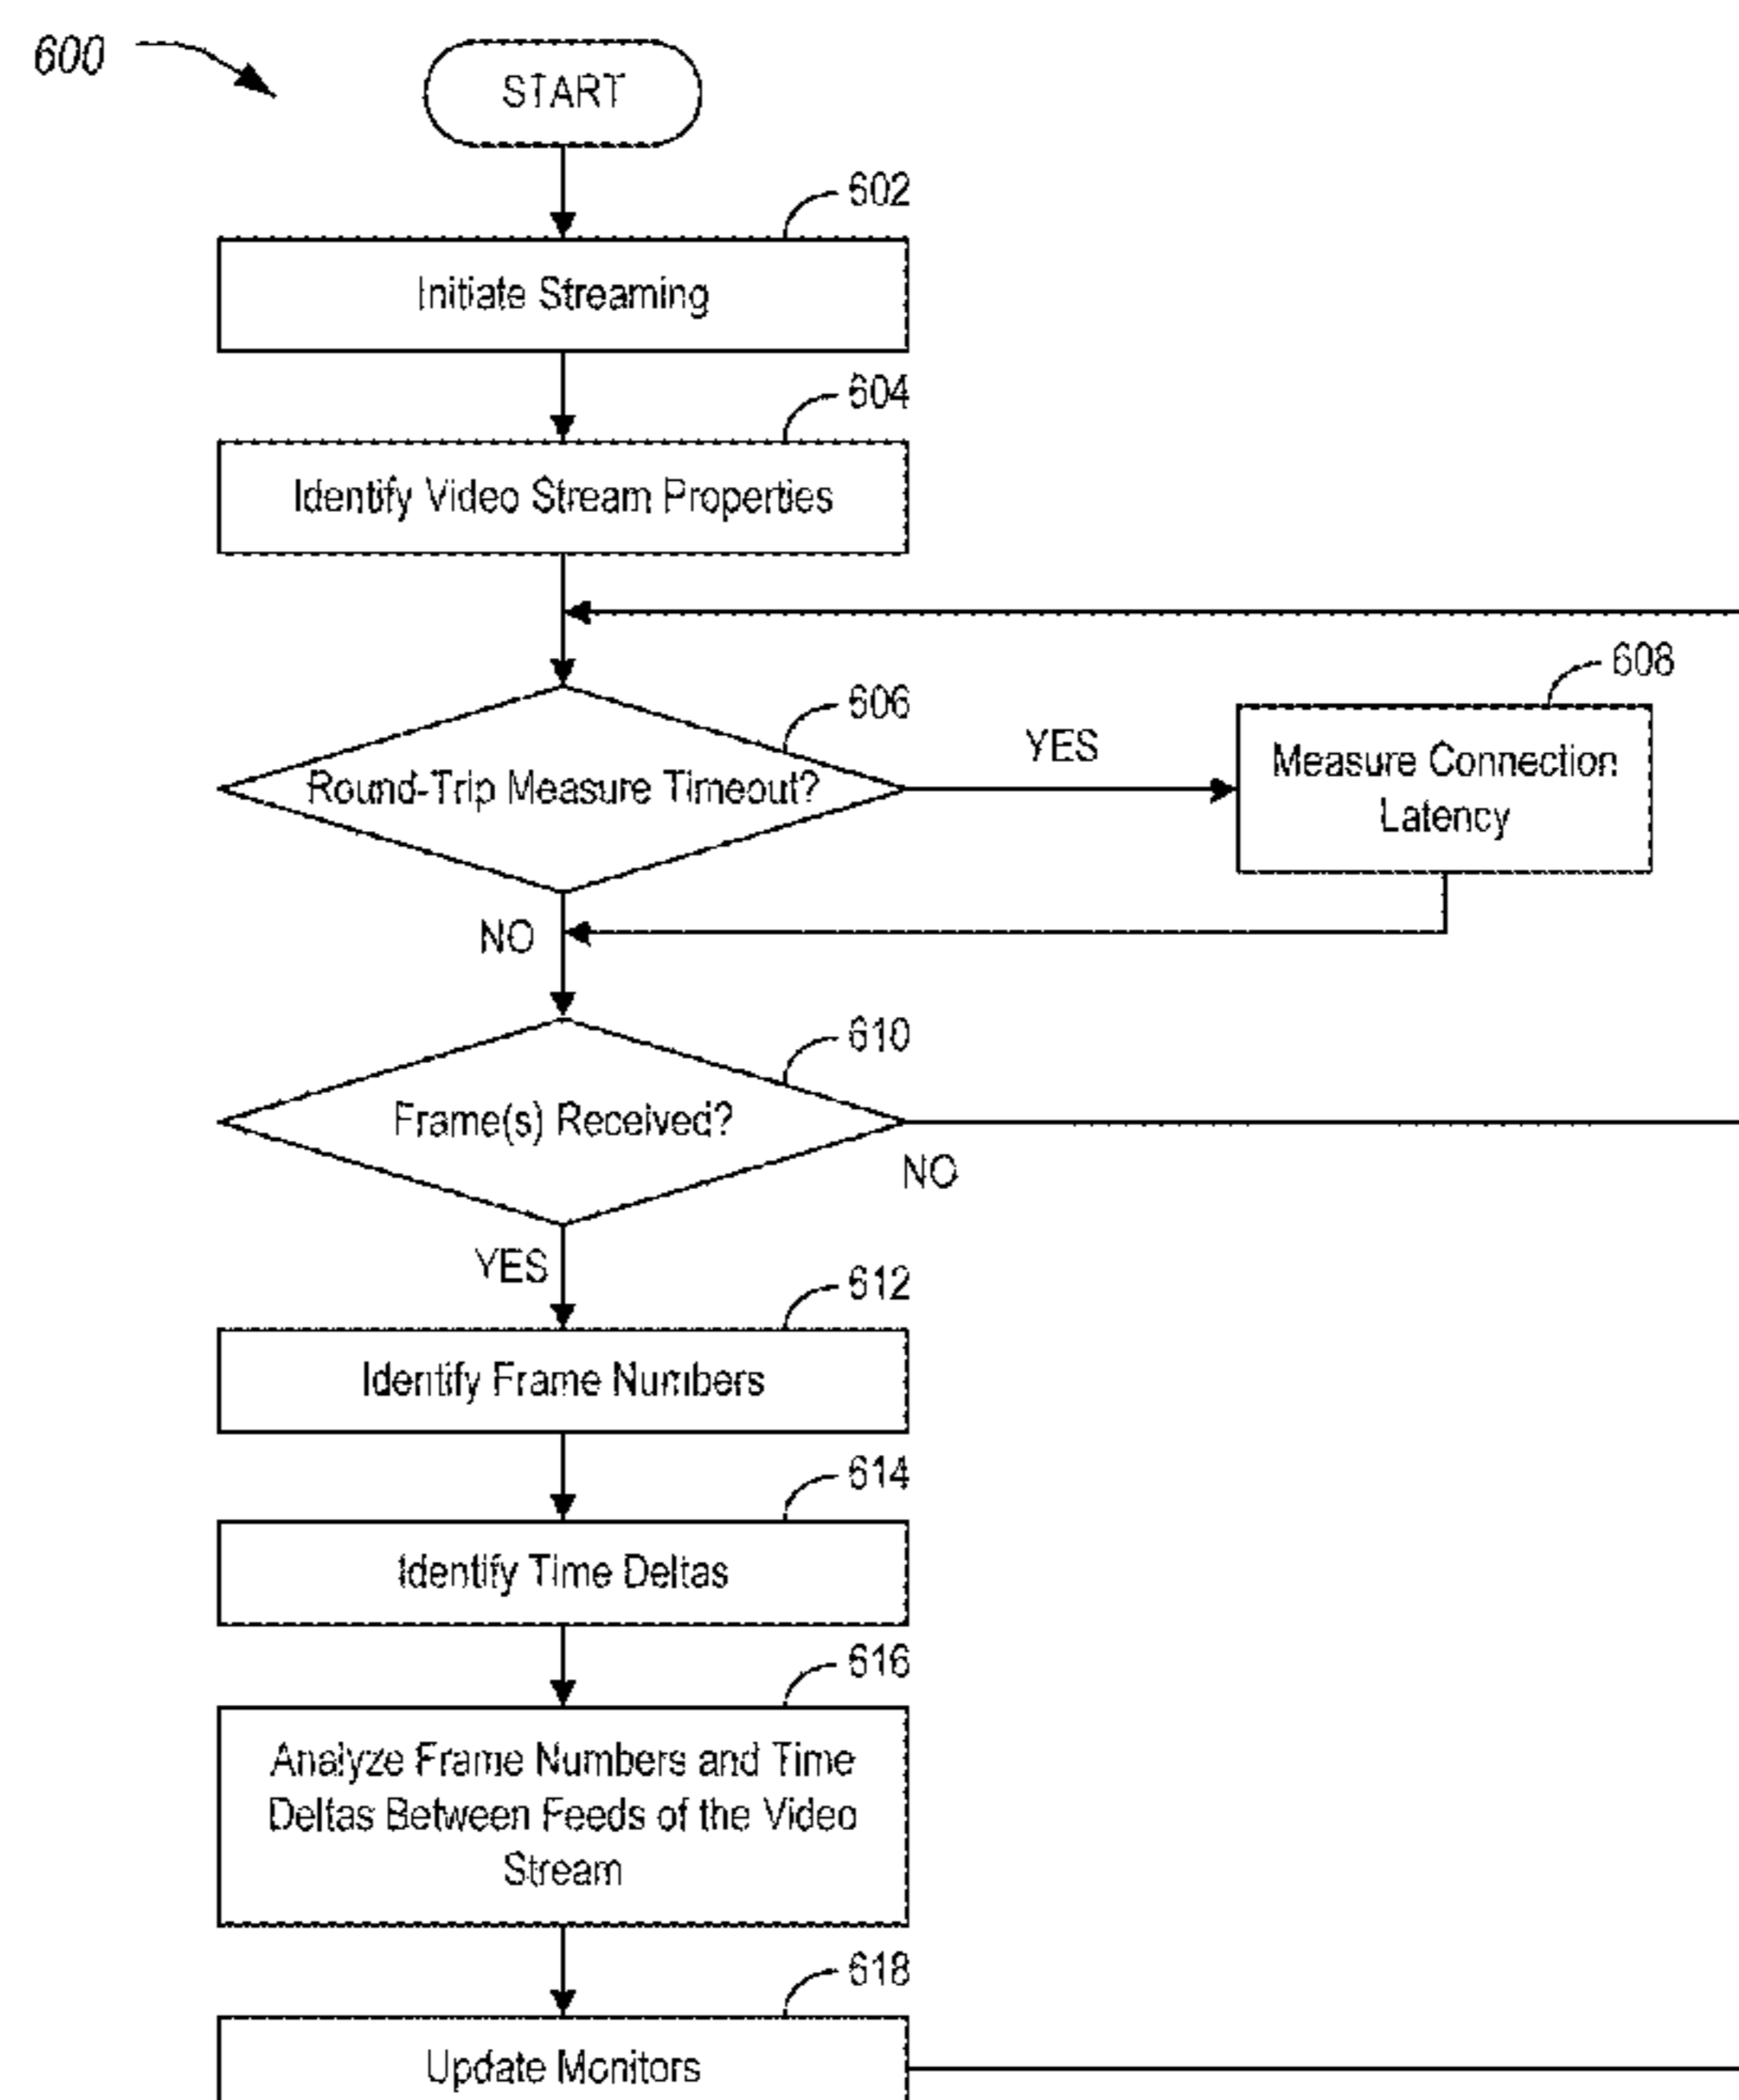 600
START
602
Initiate Streaming
604
Identify Video Stream Properties
606
Round-Trip Measure Timeout?
YES
608
Measure Connection
Latency
NO
610
Frame(s) Received?
NO
YES
612
Identify Frame Numbers
614
Identify Time Deltas
616
Analyze Frame Numbers and Time
Deltas Between Feeds of the Video
Stream
618
Update Monitors